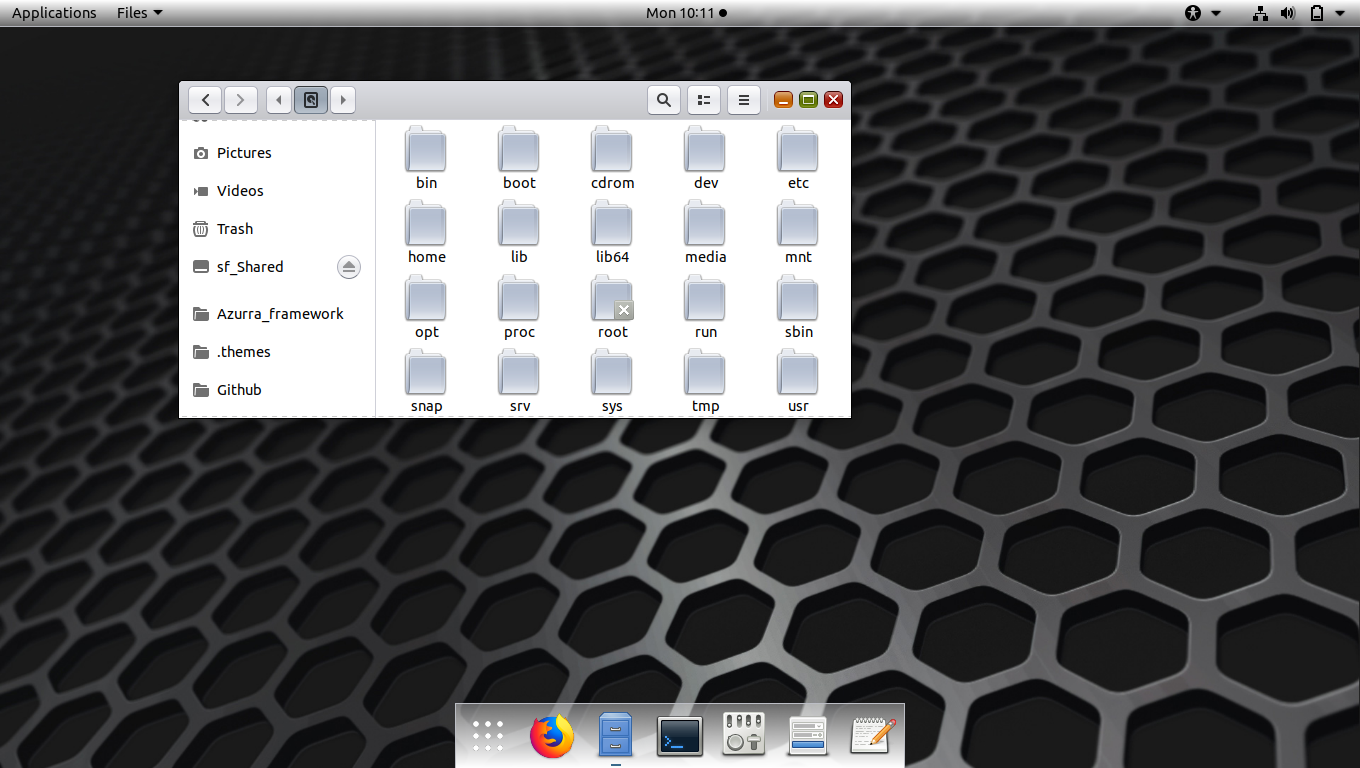 Applications Files Mon 10:11
Pictures
Videos
Trash
sf_Shared
Azurra_framework
.themes
Github
bin boot cdrom dev etc
home lib lib64 media mnt
opt proc root run sbin
snap srv sys tmp usr